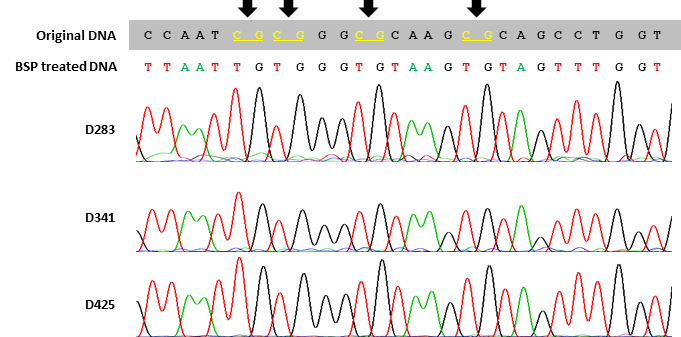 Original DNA C C A A T C G C G G G C G C A A G C G C A G C C T G G T
BSP treated DNA T T A A T T G T G G G T G T A A G T G T A G T T T G G T
D283
D341
D425